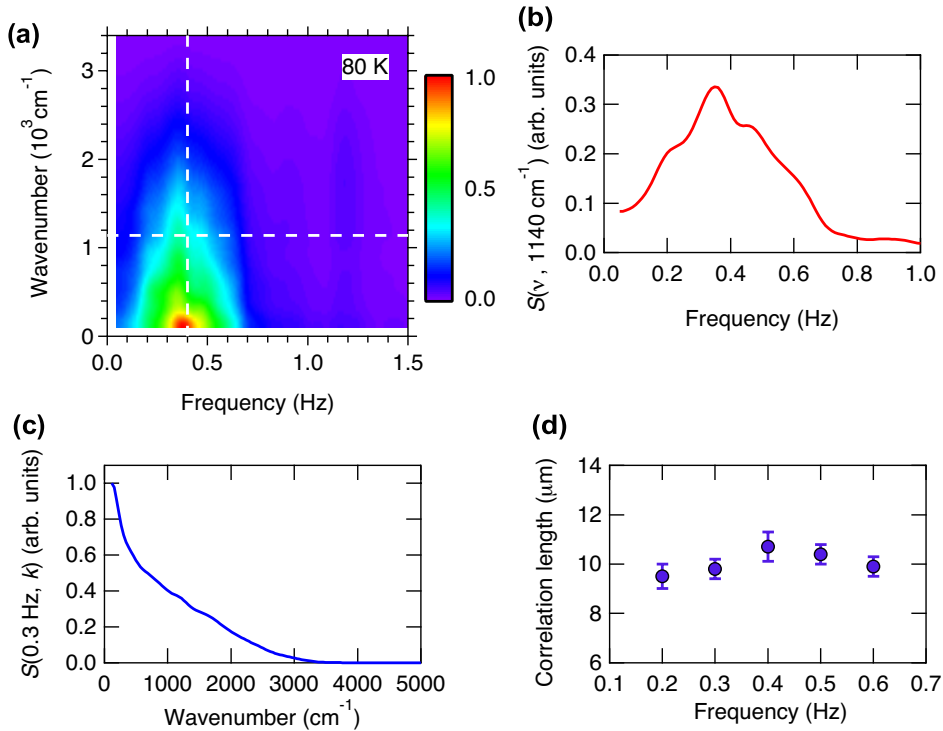 (a)
80 K
Wavenumber (10³cm⁻¹)
3
2
1
0
0.0 0.5 1.0 1.5
Frequency (Hz)
1.0
0.5
0.0
(b)
S(ν, 1140 cm⁻¹) (arb. units)
0.4
0.3
0.2
0.1
0.0
0.0 0.2 0.4 0.6 0.8 1.0
Frequency (Hz)
(c)
S(0.3 Hz, k) (arb. units)
1.0
0.8
0.6
0.4
0.2
0.0
0 1000 2000 3000 4000 5000
Wavenumber (cm⁻¹)
(d)
Correlation length (μm)
14
12
10
8
6
0.1 0.2 0.3 0.4 0.5 0.6 0.7
Frequency (Hz)